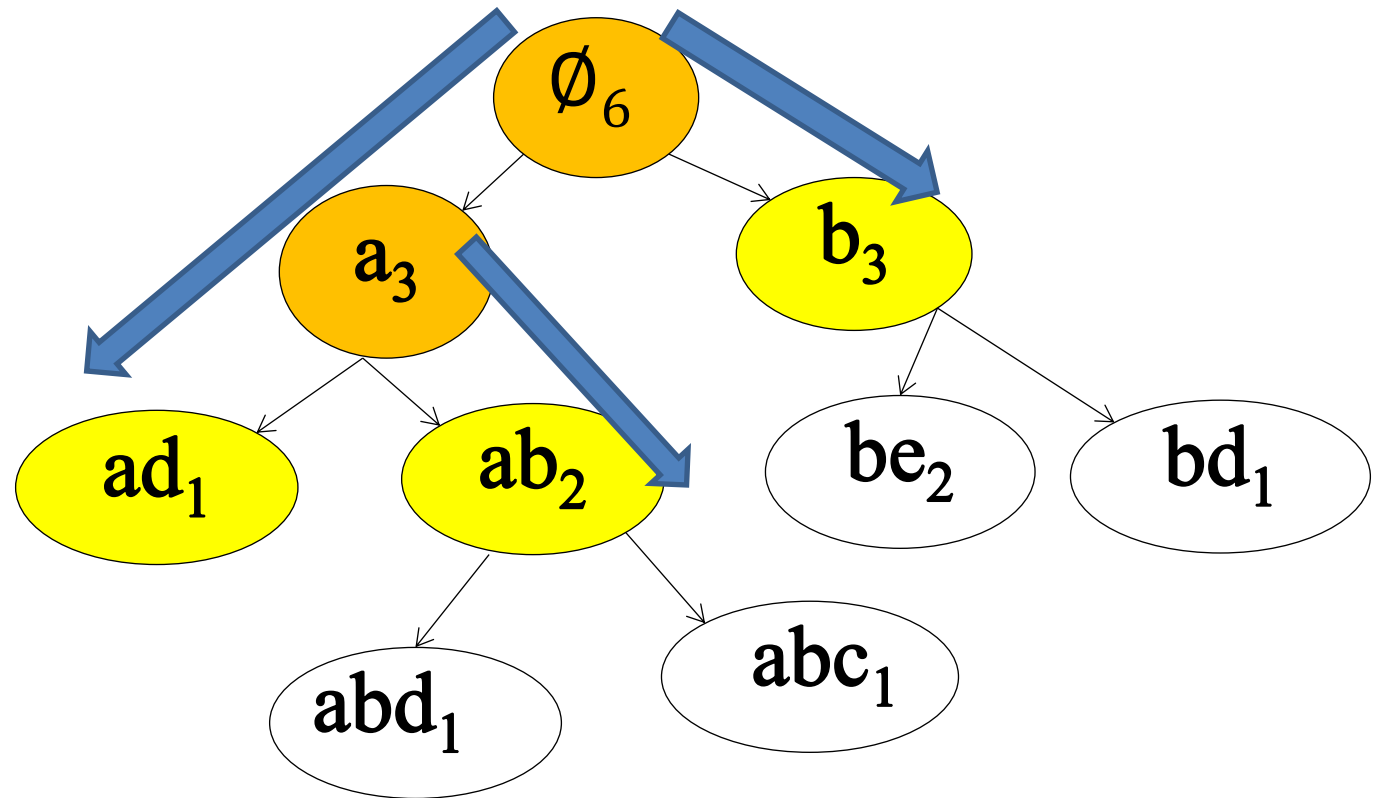 ∅₆
a₃
b₃
ad₁
ab₂
be₂
bd₁
abd₁
abc₁